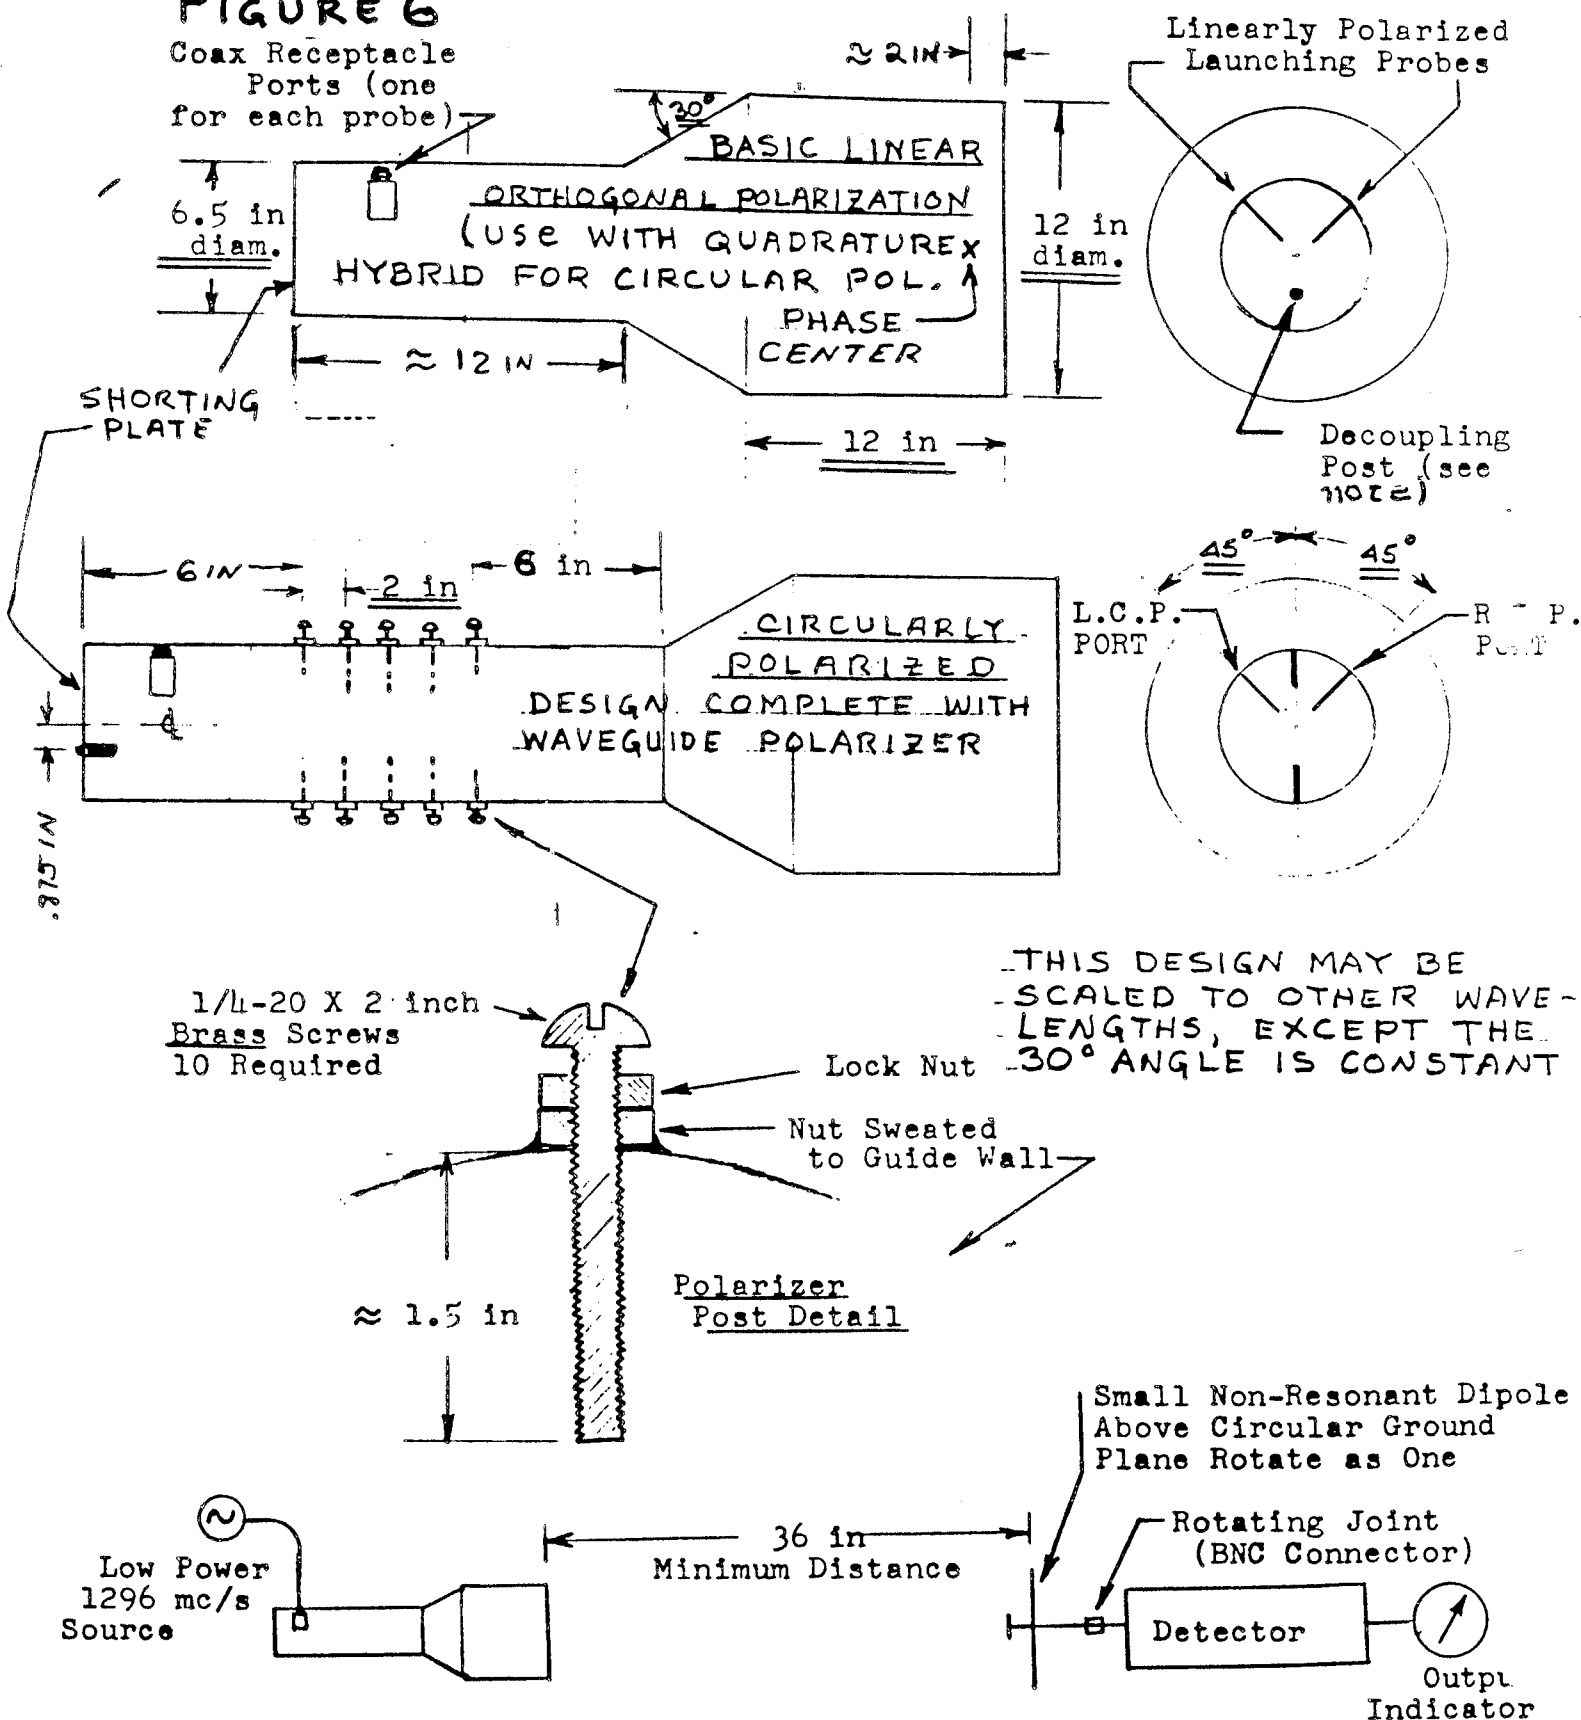 FIGURE 6
Coax Receptacle
Ports (one
for each probe)
≈ 2 IN
Linearly Polarized
Launching Probes
30°
BASIC LINEAR
ORTHOGONAL POLARIZATION
(USE WITH QUADRATURE X
HYBRID FOR CIRCULAR POL.
PHASE
CENTER
6.5 in
diam.
12 in
diam.
≈ 12 IN
12 in
SHORTING
PLATE
Decoupling
Post (see
note)
6 IN
2 in
6 in
45° 45°
CIRCULARLY
POLARIZED
DESIGN COMPLETE WITH
WAVEGUIDE POLARIZER
L.C.P.
PORT
R P.
℄
.815 IN
THIS DESIGN MAY BE
SCALED TO OTHER WAVE-
LENGTHS, EXCEPT THE
30° ANGLE IS CONSTANT
1/4-20 X 2 inch
Brass Screws
10 Required
Lock Nut
Nut Sweated
to Guide Wall
≈ 1.5 in
Polarizer
Post Detail
Small Non-Resonant Dipole
Above Circular Ground
Plane Rotate as One
36 in
Minimum Distance
Rotating Joint
(BNC Connector)
Low Power
1296 mc/s
Source
Detector
Outpu
Indicator